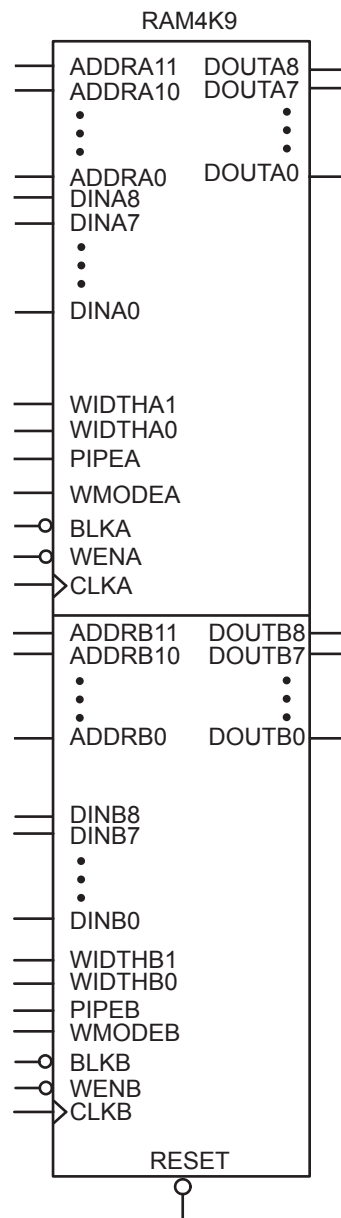 RAM4K9
ADDRA11 DOUTA8
ADDRA10 DOUTA7
ADDRA0 DOUTA0
DINA8
DINA7
DINA0
WIDTHA1
WIDTHA0
PIPEA
WMODEA
BLKA
WENA
CLKA
ADDRB11 DOUTB8
ADDRB10 DOUTB7
ADDRB0 DOUTB0
DINB8
DINB7
DINB0
WIDTHB1
WIDTHB0
PIPEB
WMODEB
BLKB
WENB
CLKB
RESET